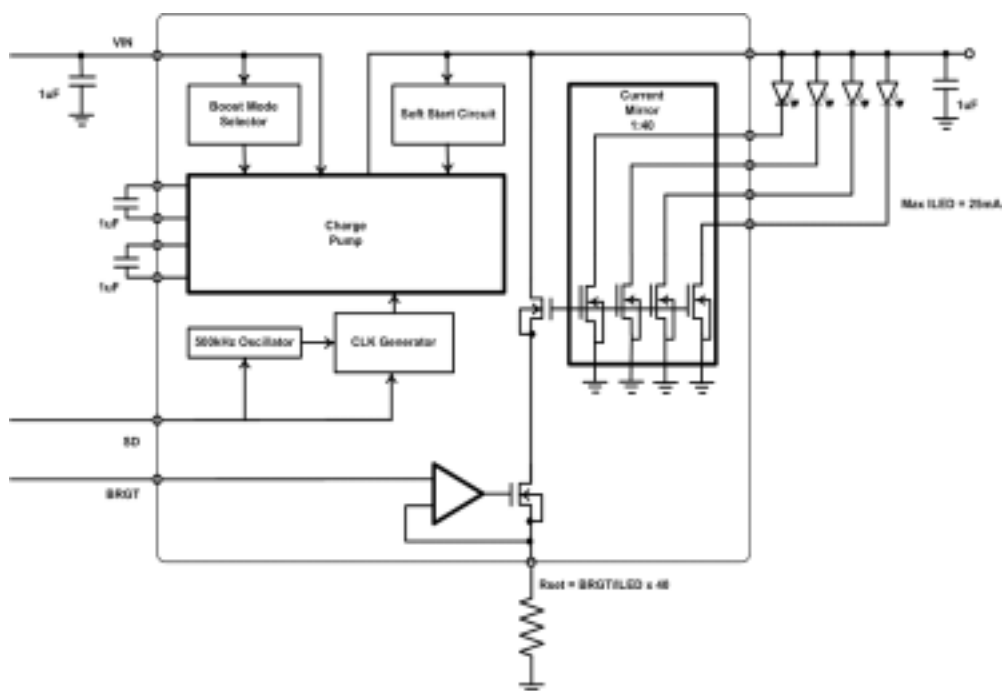 VIN
1uF
Boost Mode
Selector
Soft Start Circuit
Current
Mirror
1:40
1uF
Max ILED = 25mA
Charge
Pump
1uF
1uF
500kHz Oscillator
CLK Generator
SD
BRGT
Rset = BRGT/ILED x 40